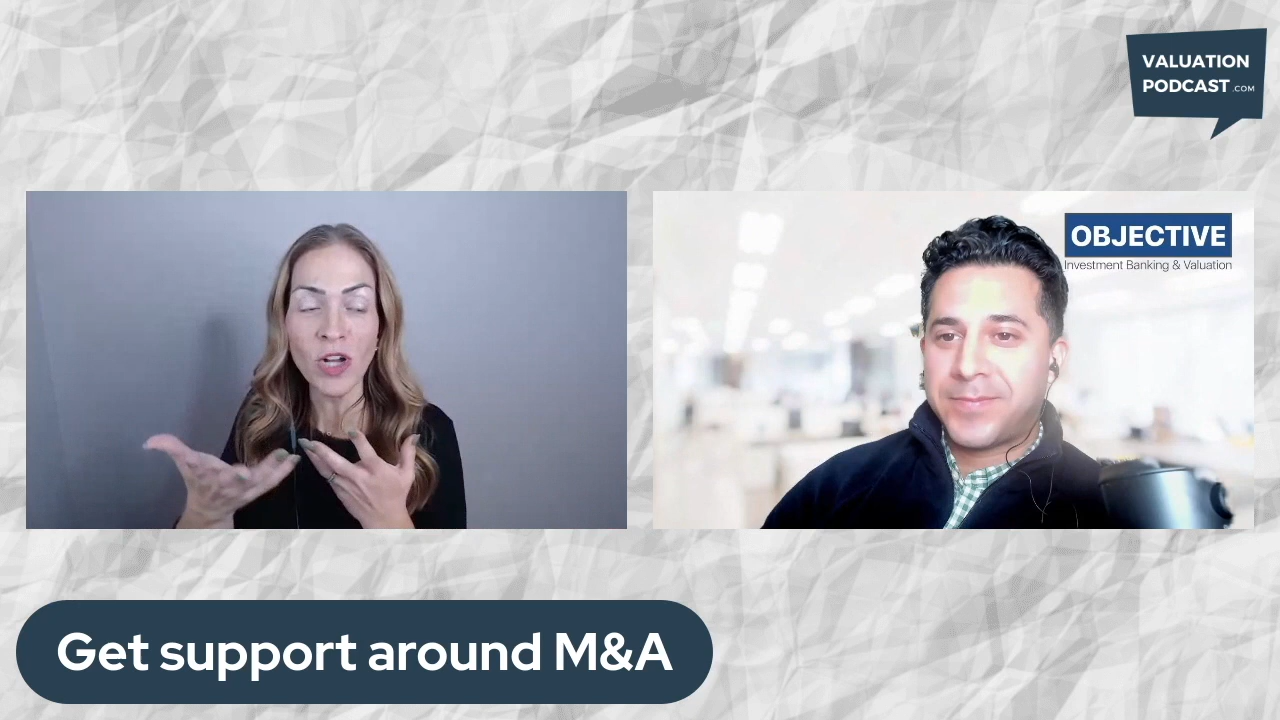 VALUATION
PODCAST.COM
OBJECTIVE
Investment Banking & Valuation
Get support around M&A